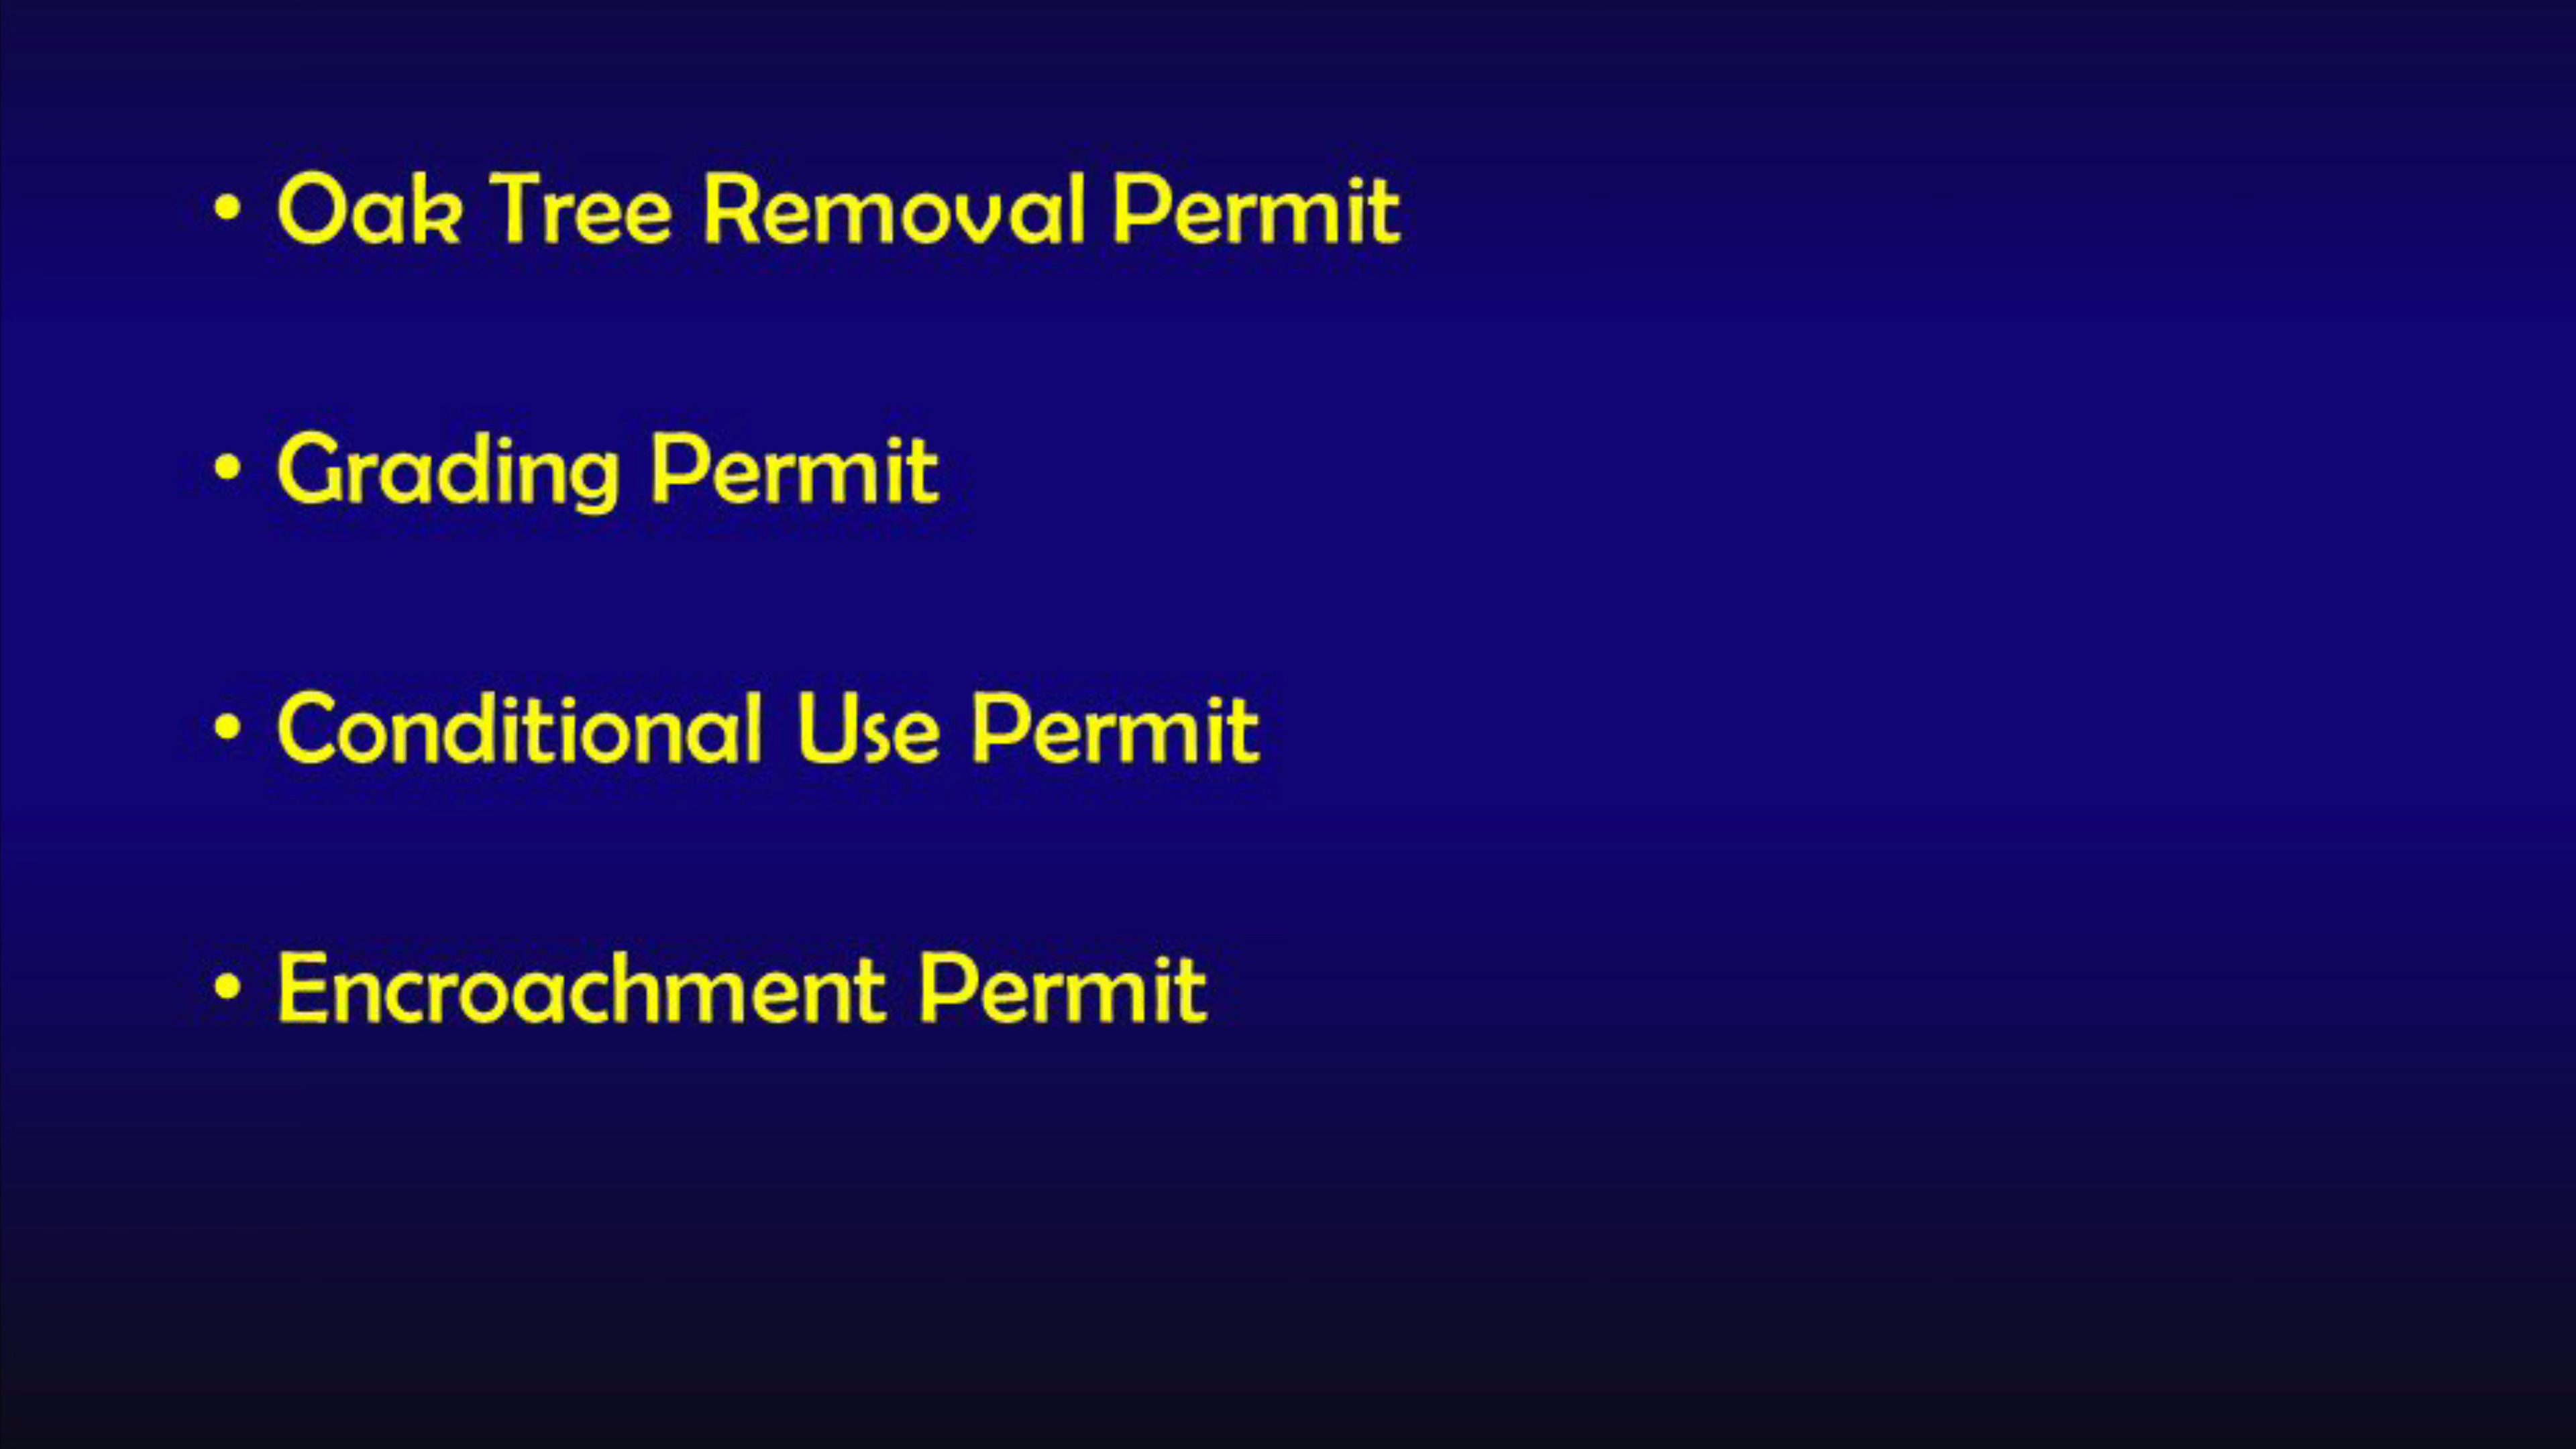 • Oak Tree Removal Permit
• Grading Permit
• Conditional Use Permit
• Encroachment Permit